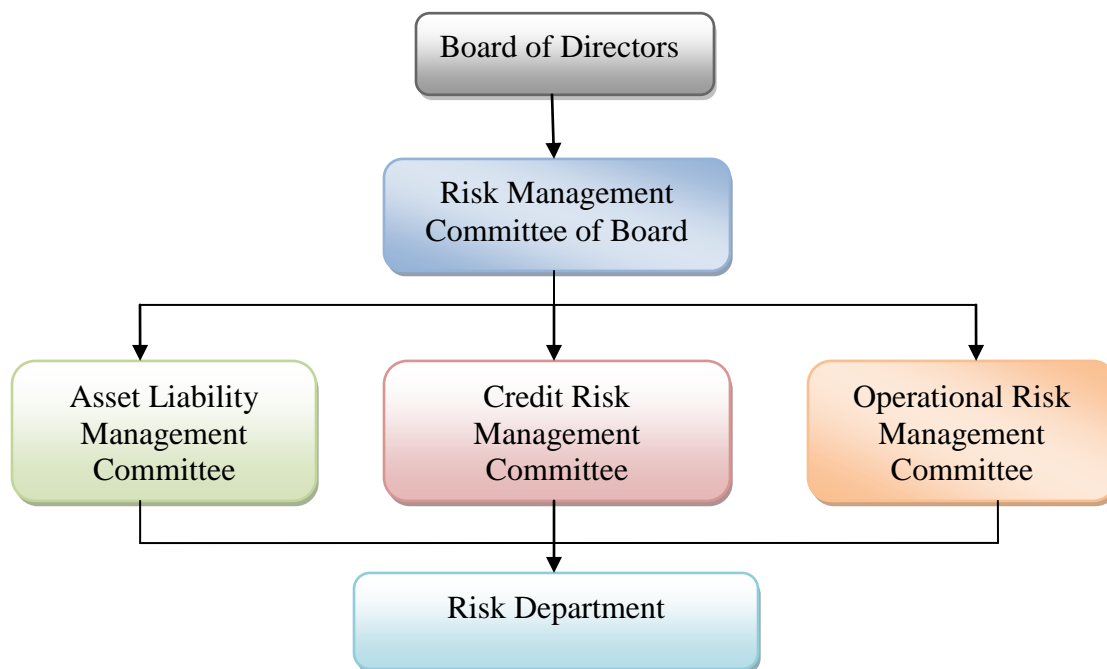 Board of Directors
Risk Management
Committee of Board
Asset Liability
Management
Committee
Credit Risk
Management
Committee
Operational Risk
Management
Committee
Risk Department